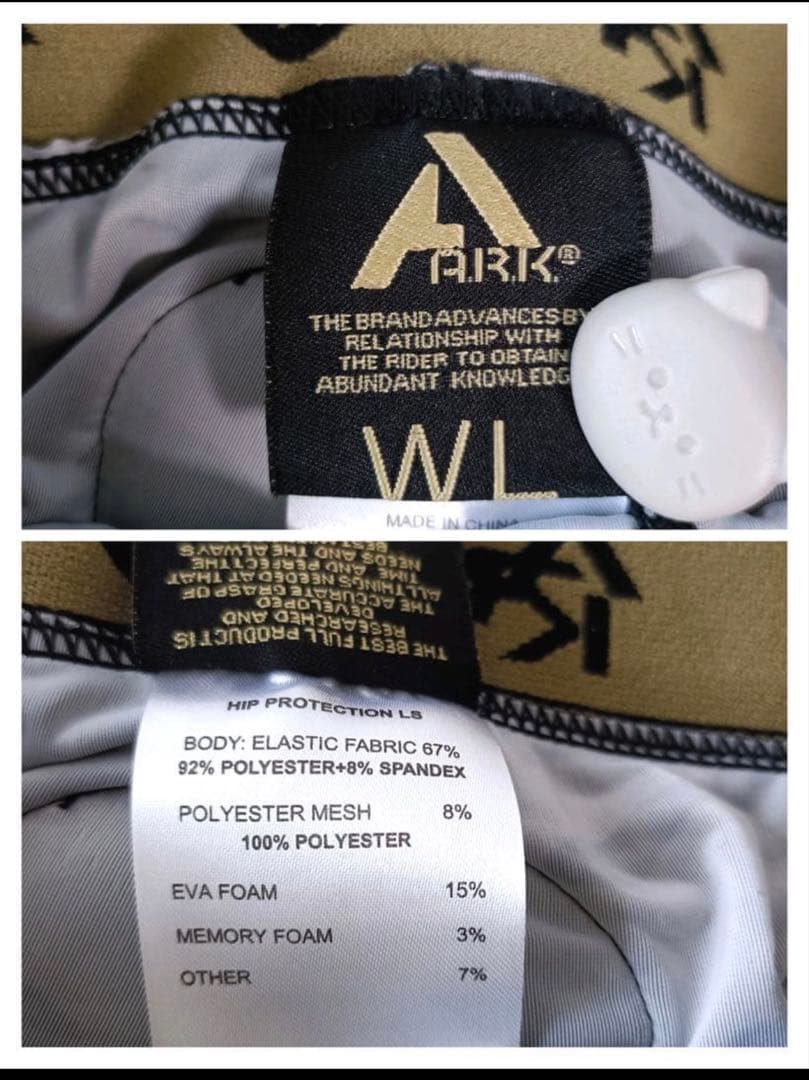 A.R.K.®
THE BRAND ADVANCES BY
RELATIONSHIP WITH
THE RIDER TO OBTAIN
ABUNDANT
WL
MADE IN CHINA
THE BEST FULL PRODUCT IS
RESEARCHED AND
DEVELOPED
THE ACCURATE GRASP OF
ALL THINGS NEEDED AT THAT
TIME AND PERFECT THE
NEEDS AND THE ALWAYS
HIP PROTECTION LS
BODY: ELASTIC FABRIC 67%
92% POLYESTER+8% SPANDEX
POLYESTER MESH 8%
100% POLYESTER
EVA FOAM 15%
MEMORY FOAM 3%
OTHER 7%